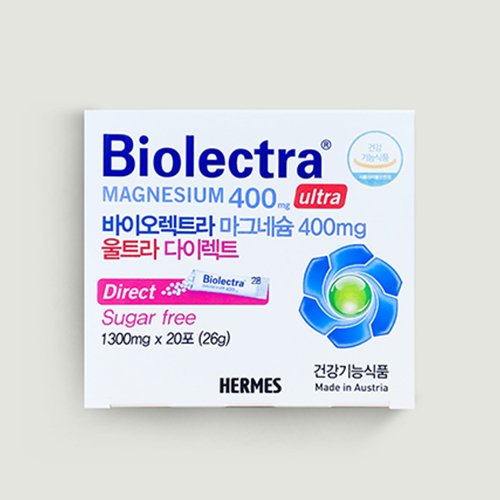 건강
기능식품
Biolectra®
MAGNESIUM 400mg ultra
바이오렉트라 마그네슘 400mg
울트라 다이렉트
Direct
Biolectra
MAGNESIUM 400
Sugar free
1300mg x 20포 (26g)
HERMES
건강기능식품
Made in Austria